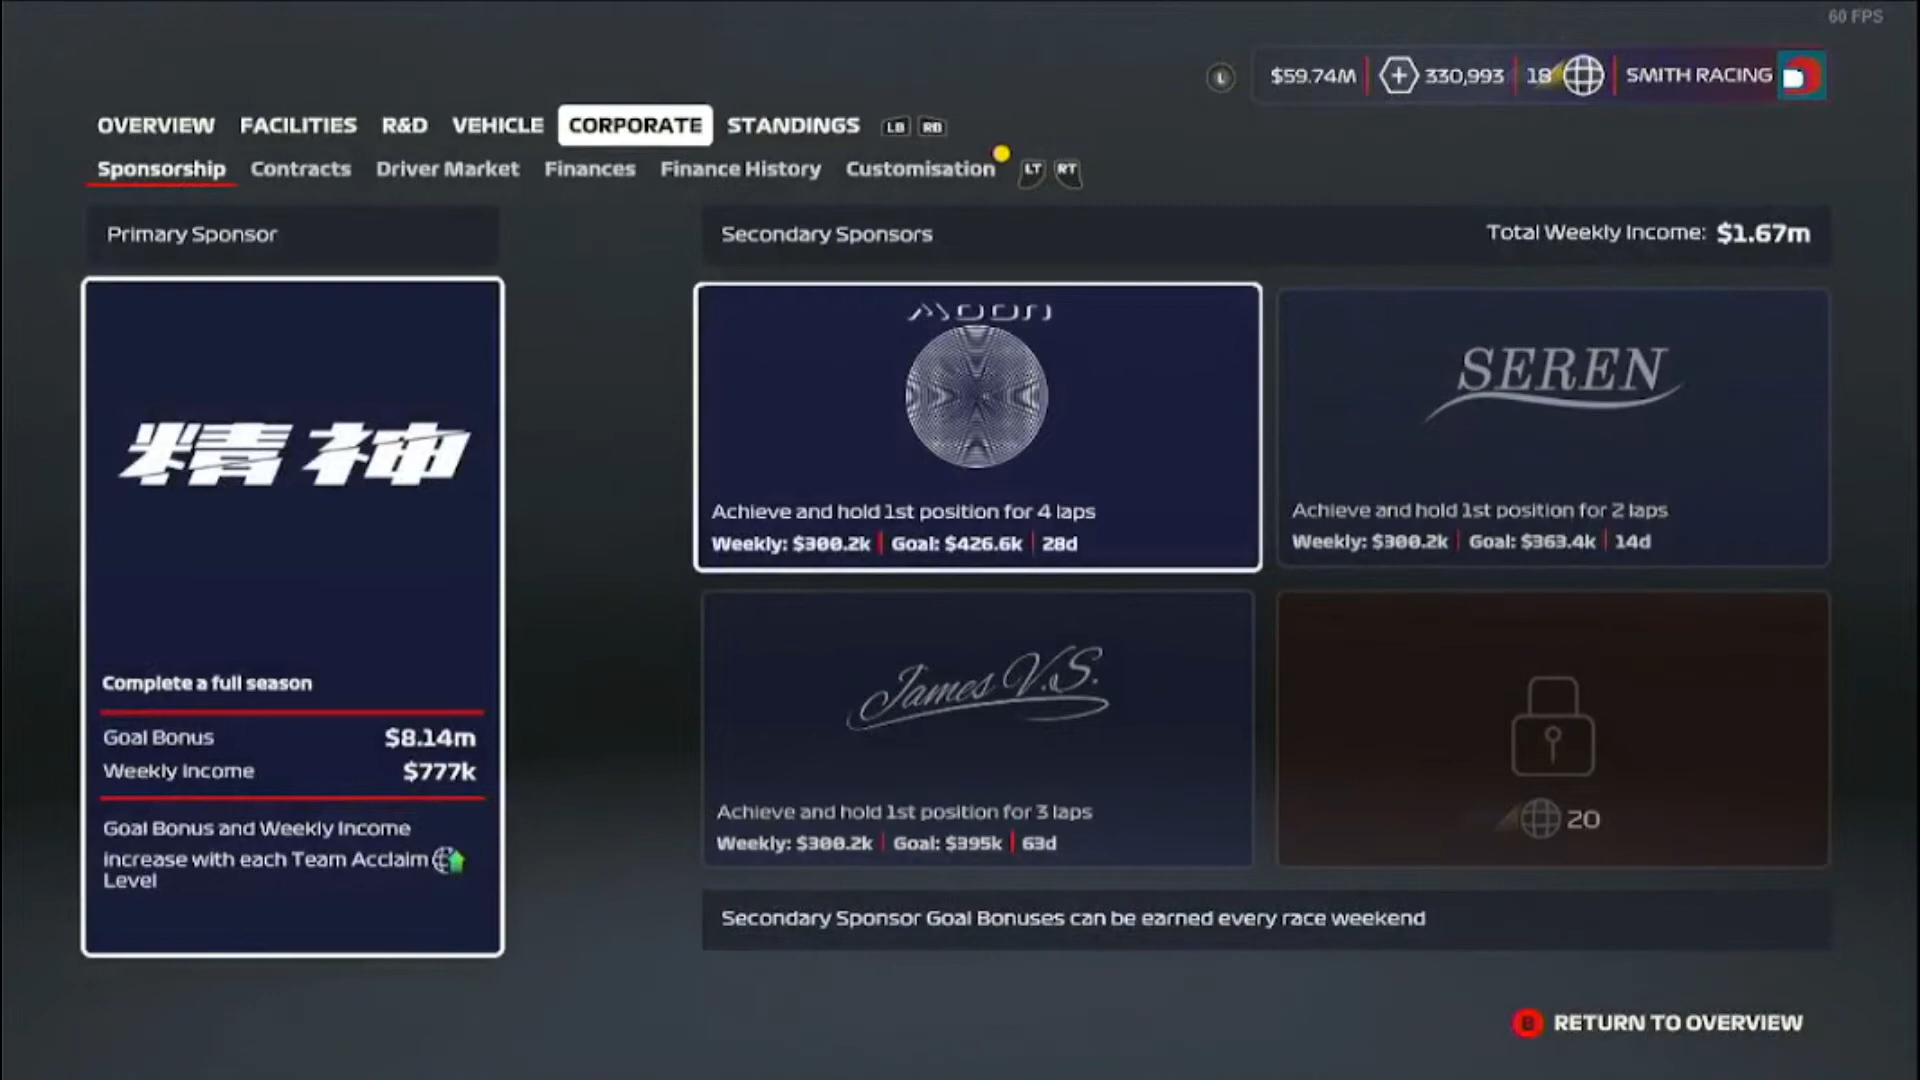 60 FPS
L
$59.74M 330,993 18 SMITH RACING
OVERVIEW FACILITIES R&D VEHICLE CORPORATE STANDINGS LB RB
Sponsorship Contracts Driver Market Finances Finance History Customisation LT RT
Primary Sponsor
Secondary Sponsors
Total Weekly Income: $1.67m
精神
Complete a full season
Goal Bonus $8.14m
Weekly Income $777k
Goal Bonus and Weekly Income
increase with each Team Acclaim
Level
MOON
Achieve and hold 1st position for 4 laps
Weekly: $300.2k Goal: $426.6k 28d
SEREN
Achieve and hold 1st position for 2 laps
Weekly: $300.2k Goal: $363.4k 14d
James V.S.
Achieve and hold 1st position for 3 laps
Weekly: $300.2k Goal: $395k 63d
20
Secondary Sponsor Goal Bonuses can be earned every race weekend
B RETURN TO OVERVIEW